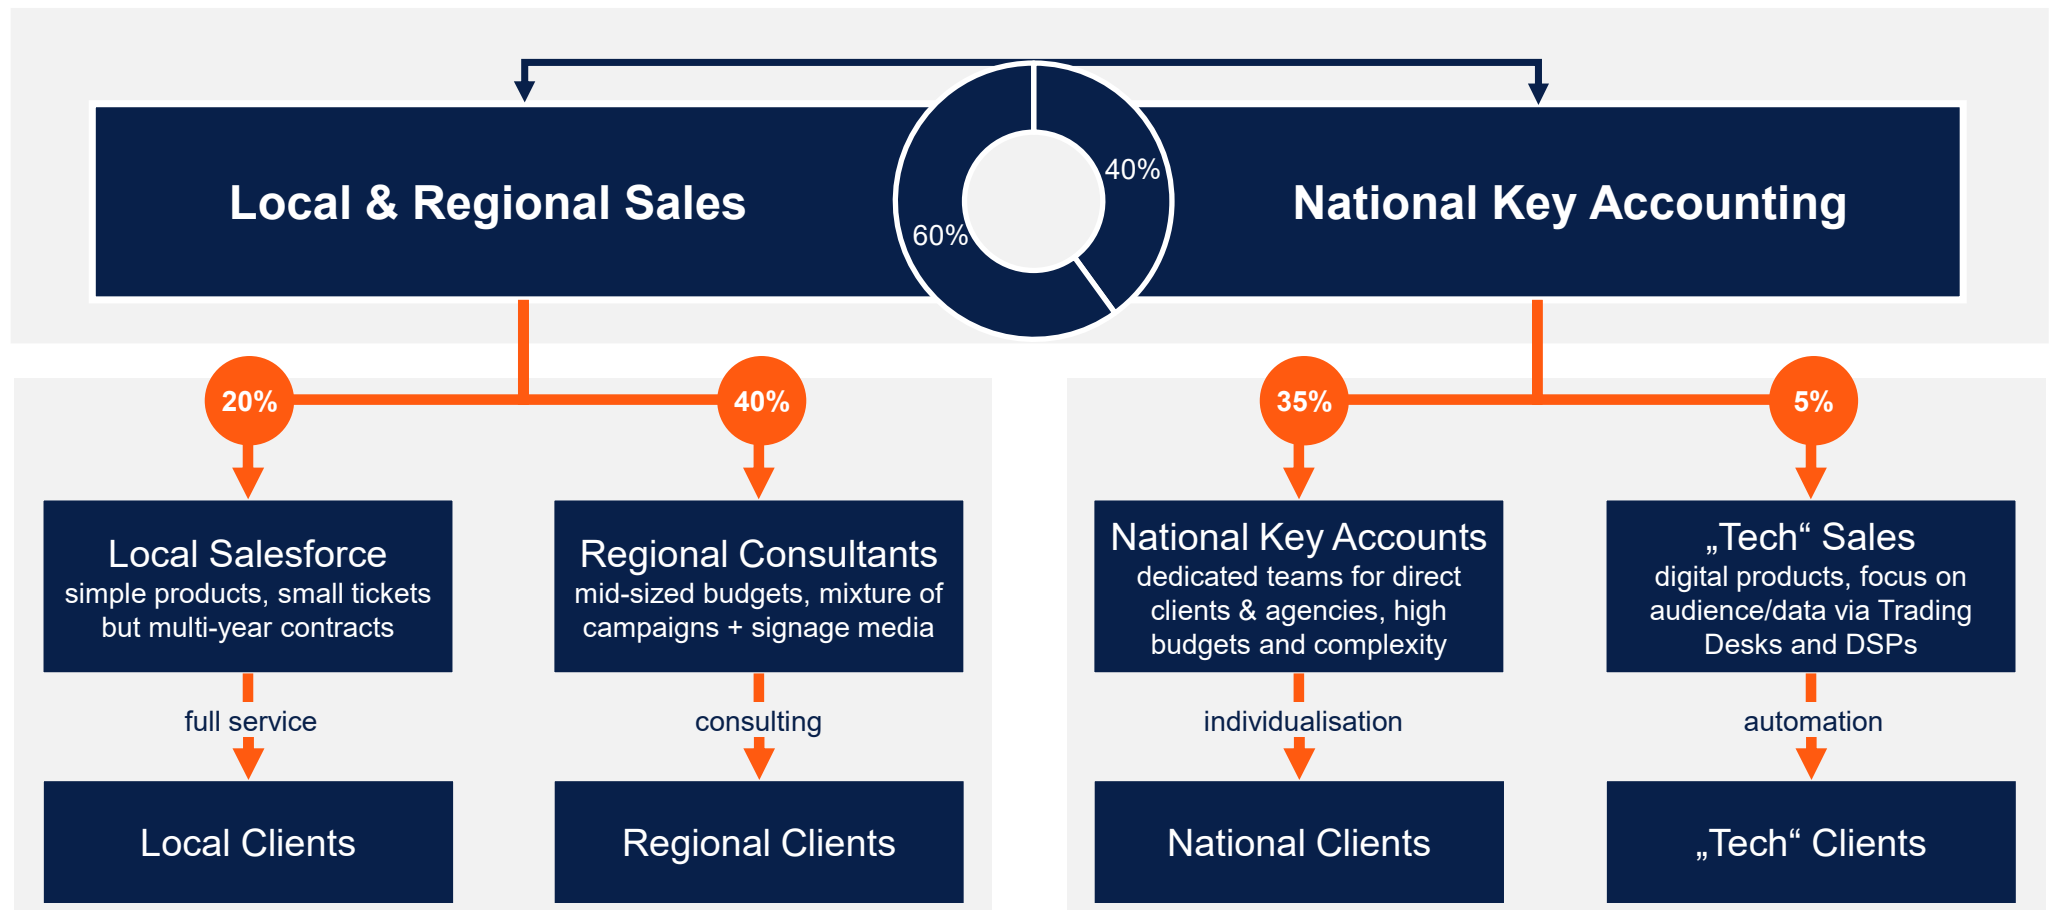 Local & Regional Sales
60%
40%
National Key Accounting
20%
40%
35%
5%
Local Salesforce
simple products, small tickets
but multi-year contracts
Regional Consultants
mid-sized budgets, mixture of
campaigns + signage media
National Key Accounts
dedicated teams for direct
clients & agencies, high
budgets and complexity
„Tech“ Sales
digital products, focus on
audience/data via Trading
Desks and DSPs
full service
consulting
individualisation
automation
Local Clients
Regional Clients
National Clients
„Tech“ Clients